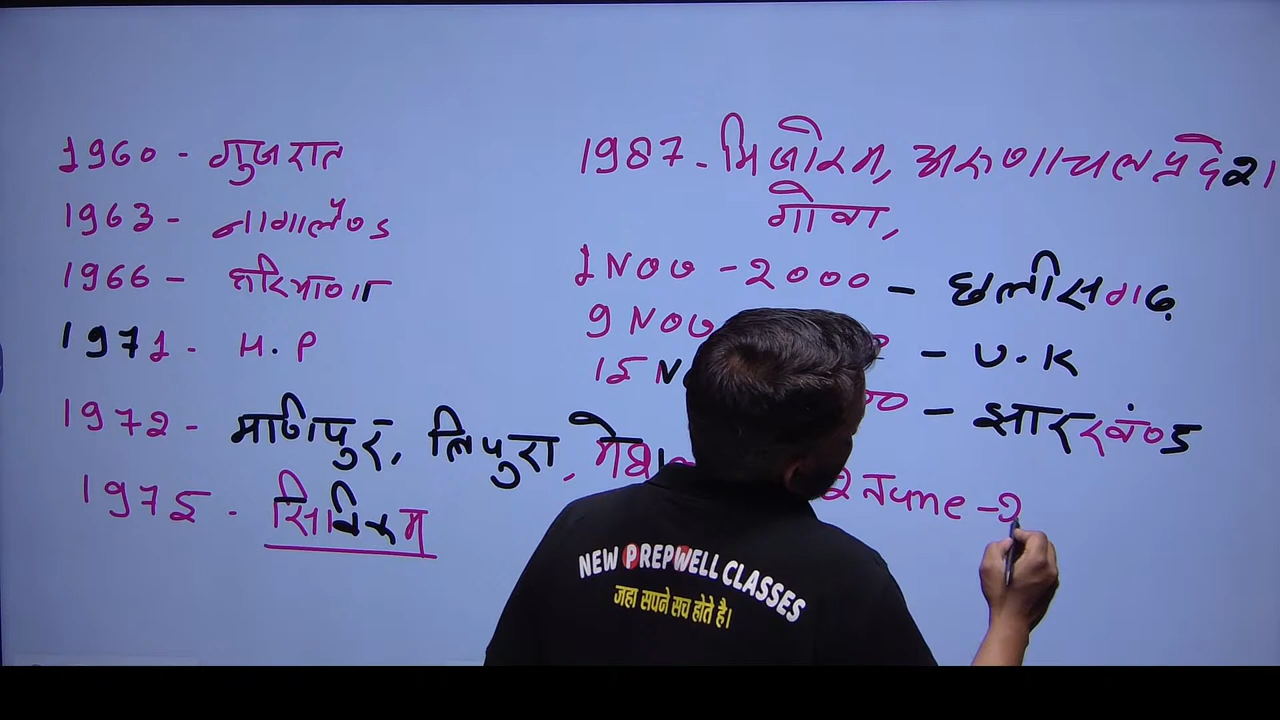 1960 - गुजरात
1963 - नागालैण्ड
1966 - हरियाणा
1971 - H.P
1972 - मणिपुर, त्रिपुरा, मेघा
1975 - सिक्किम
1987 - मिजोरम, अरुणाचल प्रदेश
गोवा,
1 Nov - 2000 - छत्तीसगढ़
9 Nov - U.K
15 - झारखंण्ड
2 June - 2
NEW PREPWELL CLASSES
जहा सपने सच होते है।